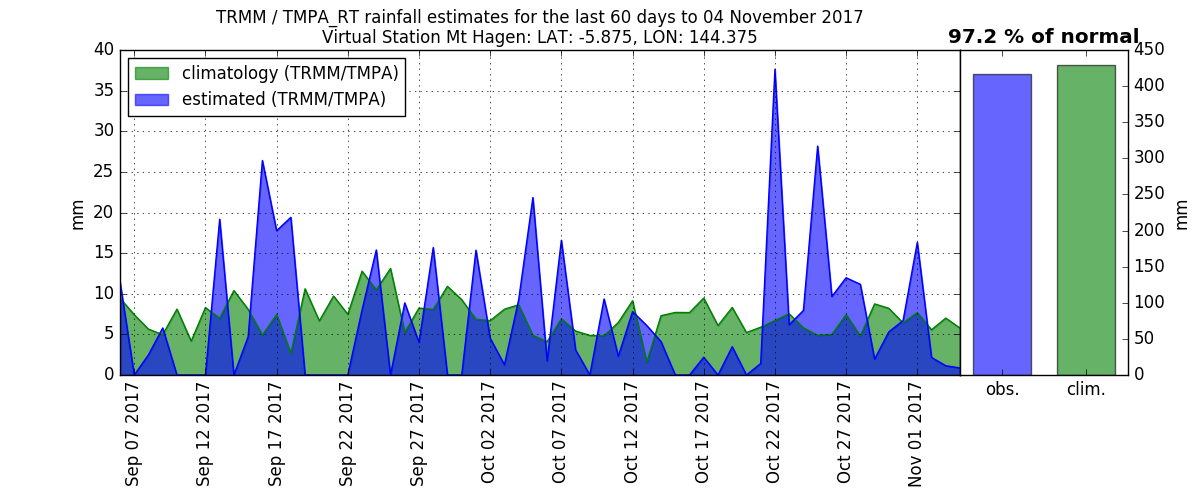 TRMM / TMPA_RT rainfall estimates for the last 60 days to 04 November 2017
Virtual Station Mt Hagen: LAT: -5.875, LON: 144.375
97.2 % of normal
climatology (TRMM/TMPA)
estimated (TRMM/TMPA)
mm
40
35
30
25
20
15
10
5
0
Sep 07 2017
Sep 12 2017
Sep 17 2017
Sep 22 2017
Sep 27 2017
Oct 02 2017
Oct 07 2017
Oct 12 2017
Oct 17 2017
Oct 22 2017
Oct 27 2017
Nov 01 2017
450
400
350
300
250
200
150
100
50
0
mm
obs.
clim.